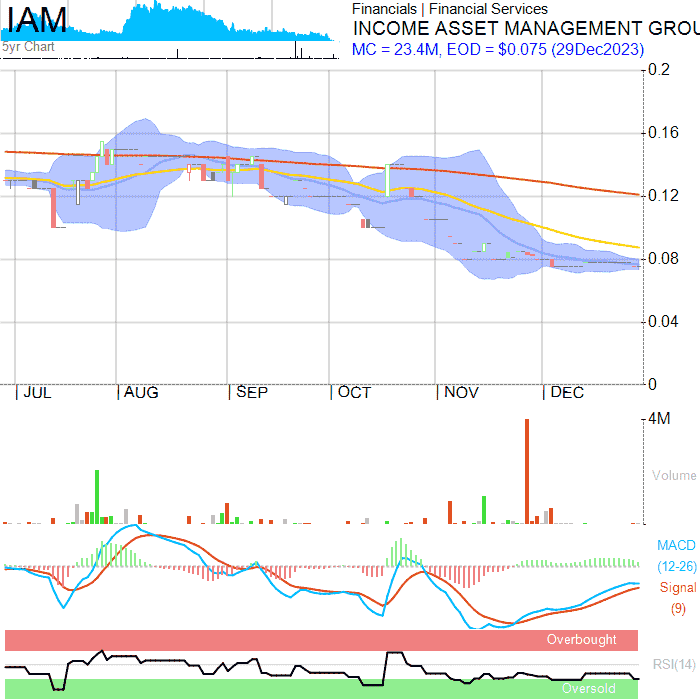 IAM
5yr Chart
Financials | Financial Services
INCOME ASSET MANAGEMENT GROU
MC = 23.4M, EOD = $0.075 (29Dec2023)
0.2
0.16
0.12
0.08
0.04
0
| JUL | AUG | SEP | OCT | NOV | DEC
4M
Volume
MACD
(12-26)
Signal
(9)
Overbought
RSI(14)
Oversold